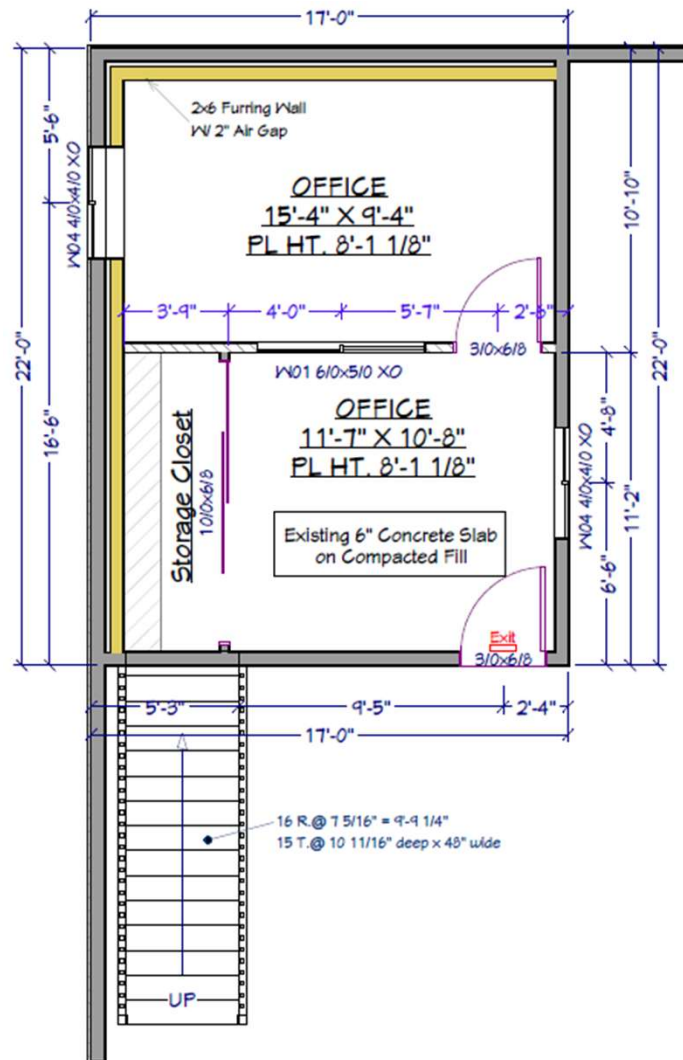 17'-0"
2x6 Furring Wall
W/ 2" Air Gap
5'-6"
W04 4/0x4/0 XO
OFFICE
15'-4" X 9'-4"
PL HT. 8'-1 1/8"
10'-10"
3'-9"
4'-0"
5'-7"
2'-6"
3/0x6/8
W01 6/0x5/0 XO
22'-0"
16'-6"
22'-0"
OFFICE
11'-7" X 10'-8"
PL HT. 8'-1 1/8"
Storage Closet
10/0x6/8
4'-8"
W04 4/0x4/0 XO
11'-2"
6'-6"
Existing 6" Concrete Slab
on Compacted Fill
Exit
3/0x6/8
5'-3"
9'-5"
2'-4"
17'-0"
16 R.@ 7 5/16" = 9'-9 1/4"
15 T.@ 10 11/16" deep x 48" wide
UP